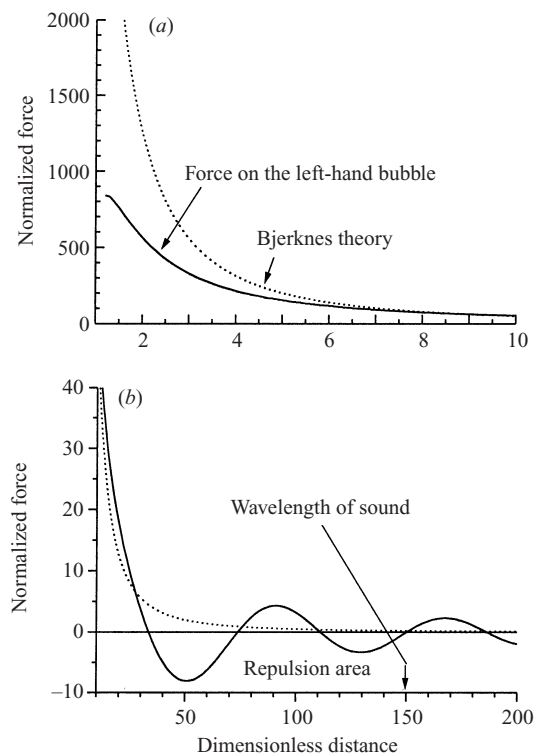 2000
(a)
1500
Normalized force
1000
Force on the left-hand bubble
Bjerknes theory
500
0
2
4
6
8
10
40
(b)
30
Normalized force
20
Wavelength of sound
10
0
Repulsion area
–10
50
100
150
200
Dimensionless distance